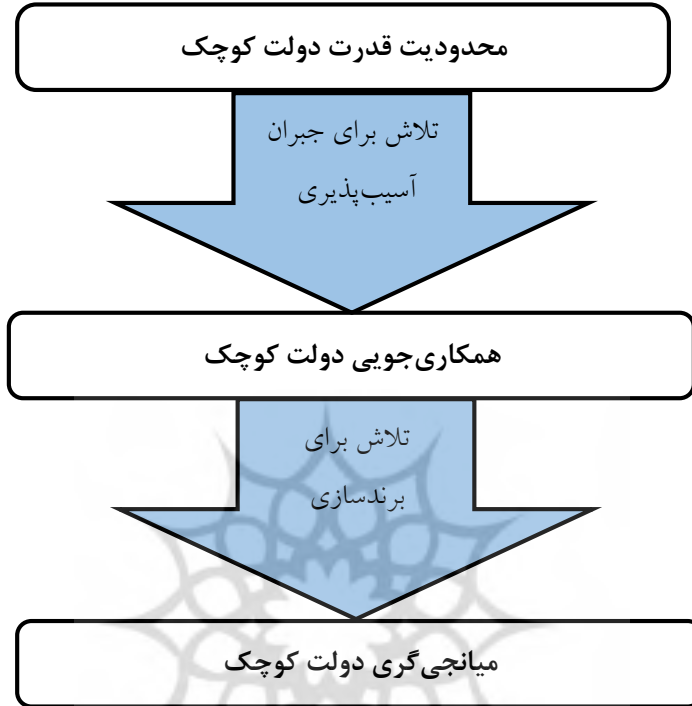 محدودیت قدرت دولت کوچک
تلاش برای جبران
آسیب‌پذیری
همکاری‌جویی دولت کوچک
تلاش برای
برندسازی
میانجی‌گری دولت کوچک